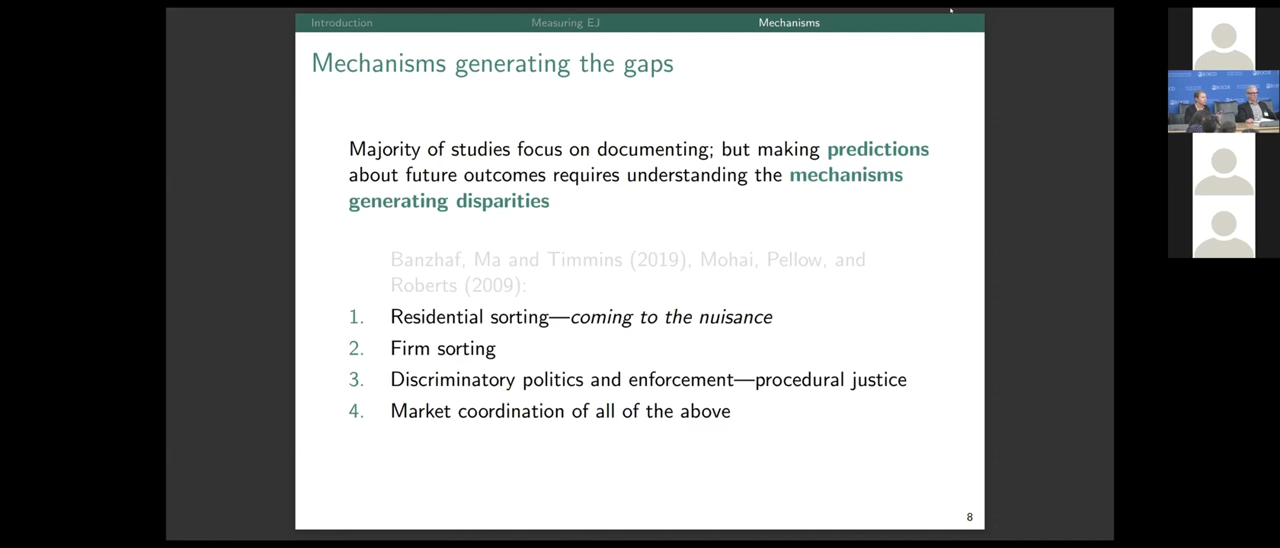 Introduction
Measuring EJ
Mechanisms
Mechanisms generating the gaps
Majority of studies focus on documenting; but making predictions
about future outcomes requires understanding the mechanisms
generating disparities
Banzhaf, Ma and Timmins (2019), Mohai, Pellow, and
Roberts (2009):
1. Residential sorting—coming to the nuisance
2. Firm sorting
3. Discriminatory politics and enforcement—procedural justice
4. Market coordination of all of the above
8